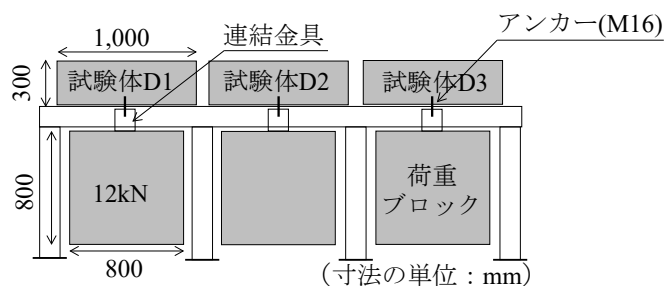 1,000
連結金具
アンカー(M16)
300
試験体D1
試験体D2
試験体D3
800
12kN
荷重
ブロック
800
（寸法の単位：mm）